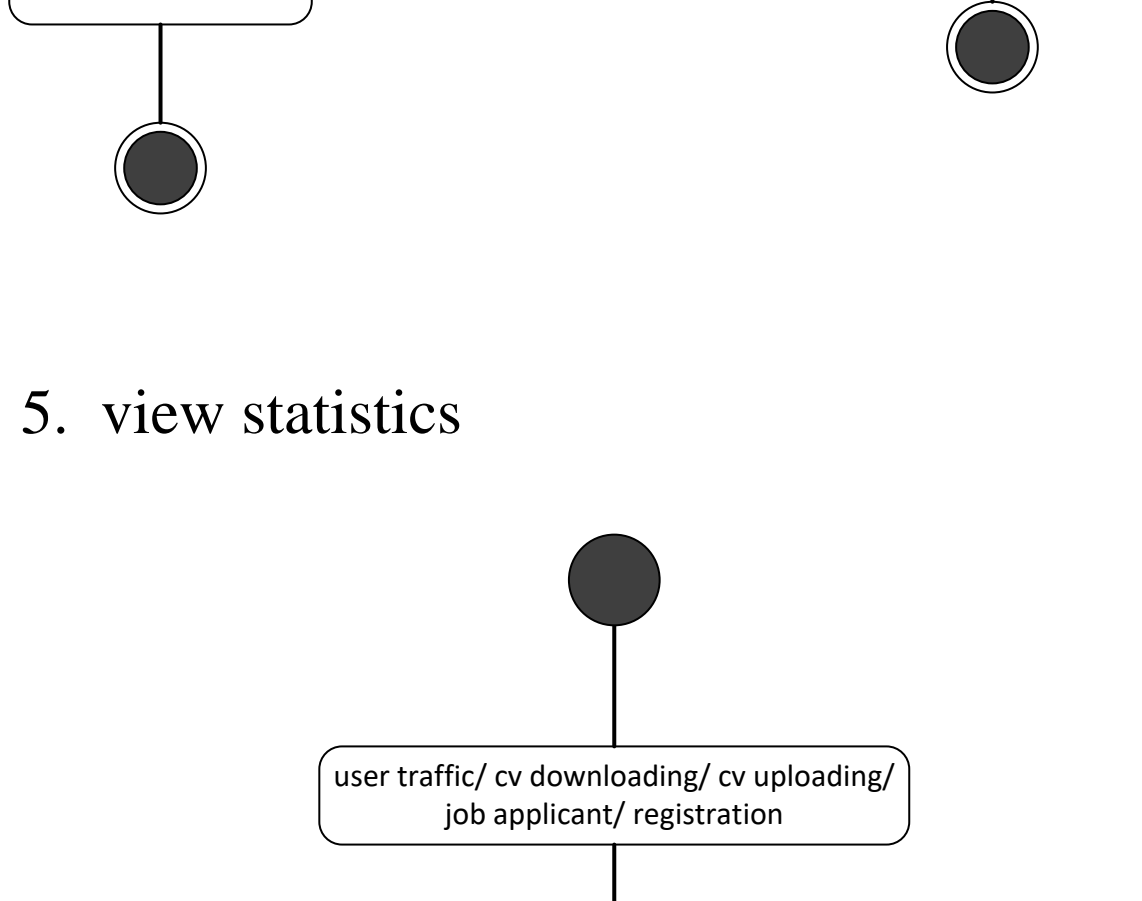 5. view statistics
user traffic/ cv downloading/ cv uploading/
job applicant/ registration